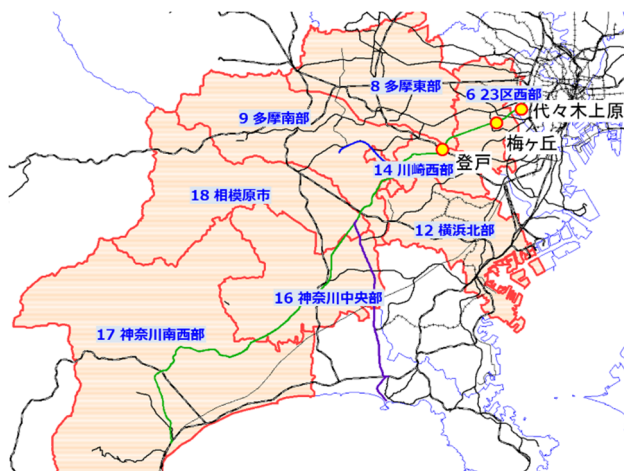 8 多摩東部
6 23区西部
代々木上原
9 多摩南部
梅ヶ丘
登戸
14 川崎西部
18 相模原市
12 横浜北部
16 神奈川中央部
17 神奈川南西部